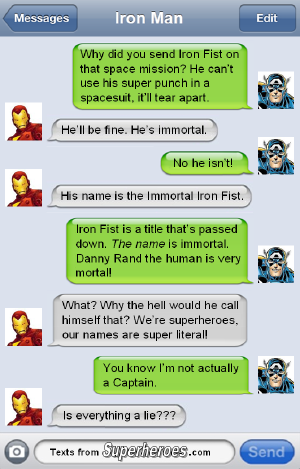 Messages
Iron Man
Edit
Why did you send Iron Fist on
that space mission? He can't
use his super punch in a
spacesuit, it'll tear apart.
He'll be fine. He's immortal.
No he isn't!
His name is the Immortal Iron Fist.
Iron Fist is a title that's passed
down. The name is immortal.
Danny Rand the human is very
mortal!
What? Why the hell would he call
himself that? We're superheroes,
our names are super literal!
You know I'm not actually
a Captain.
Is everything a lie???
Texts from Superheroes.com
Send